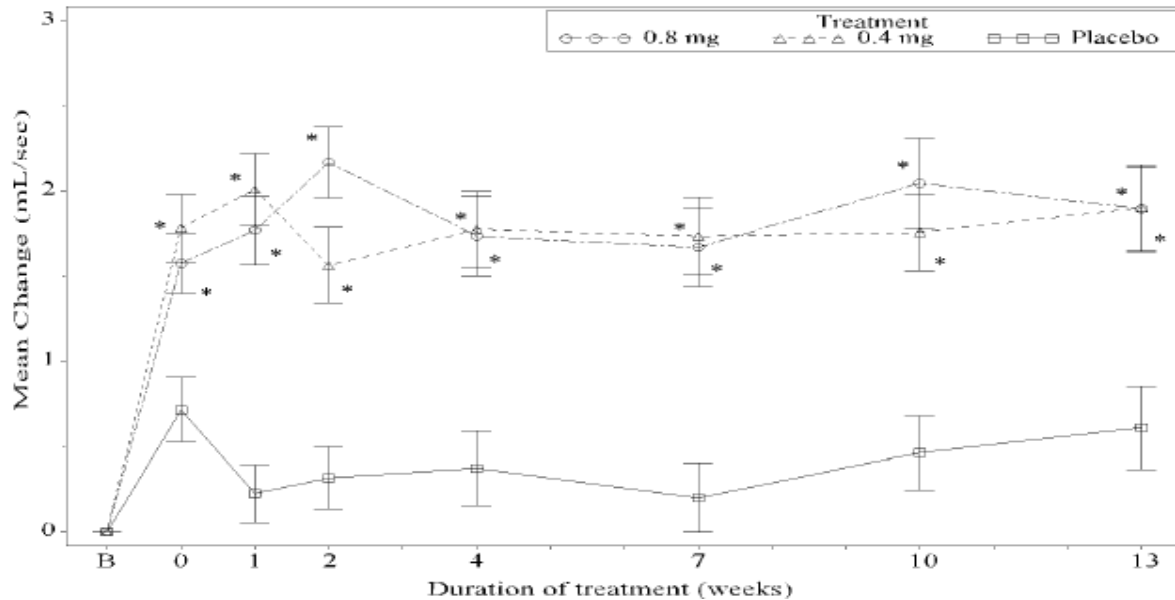 Treatment
0.8 mg 0.4 mg Placebo
3
2
1
0
Mean Change (mL/sec)
* * * * * * *
* * * * * * *
B 0 1 2 4 7 10 13
Duration of treatment (weeks)